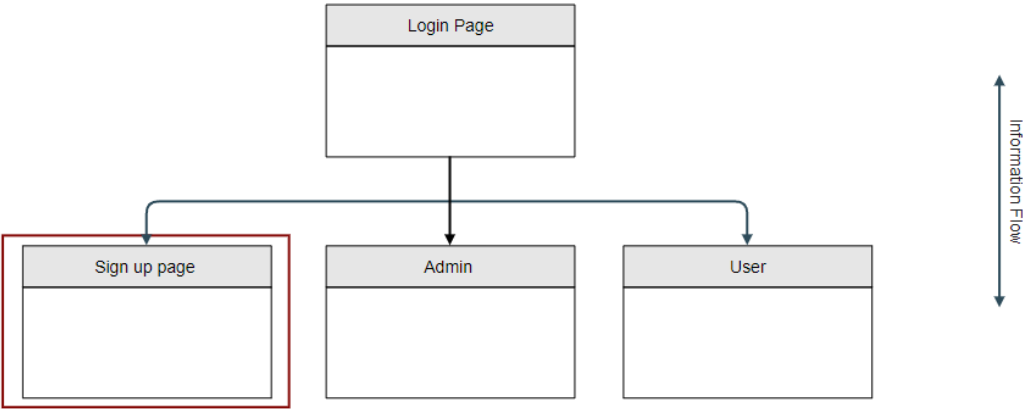 Login Page
Sign up page
Admin
User
Information Flow